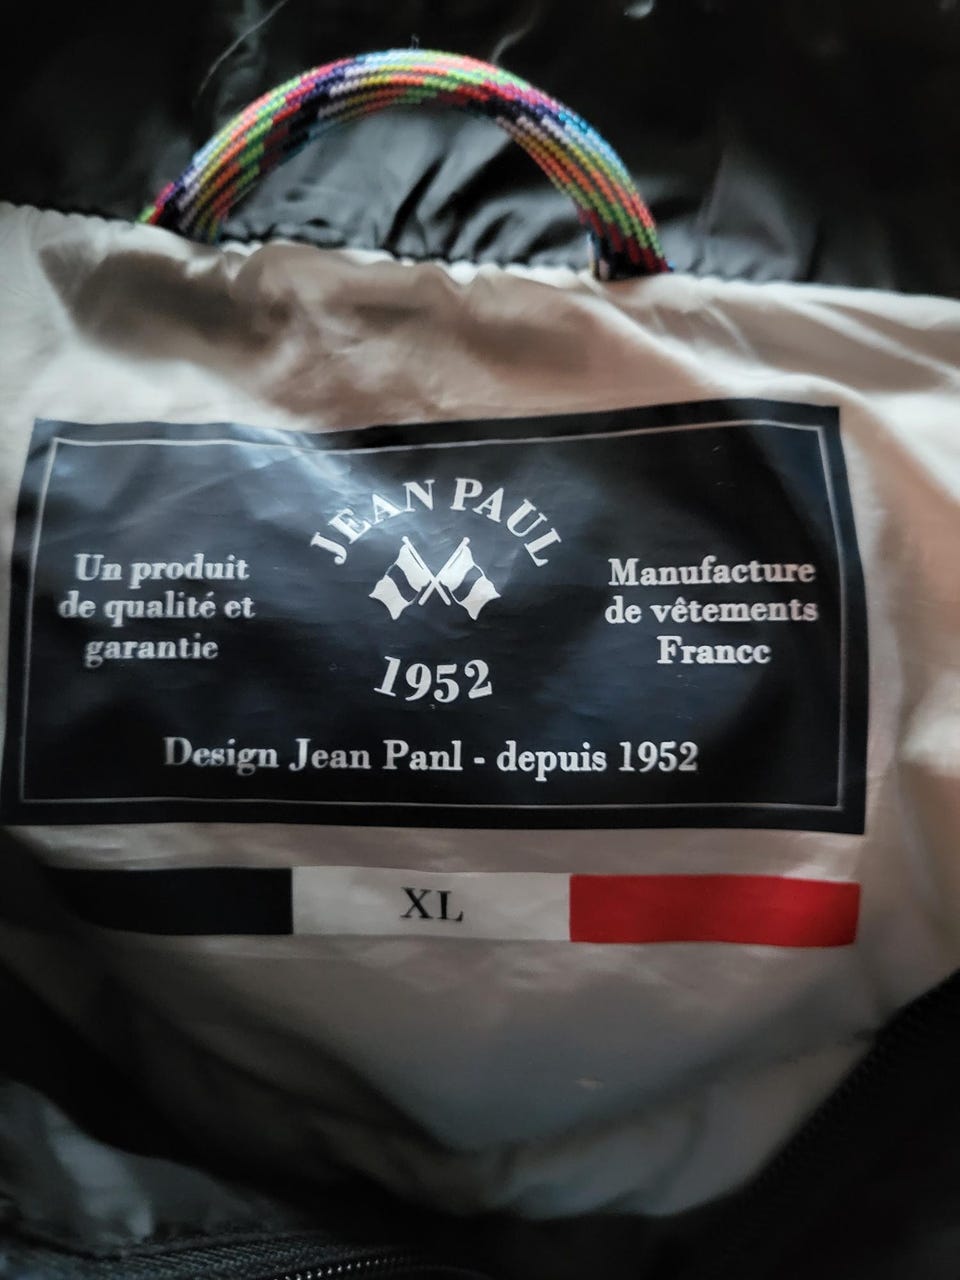 JEAN PAUL
Un produit
de qualité et
garantie
Manufacture
de vêtements
Francc
1952
Design Jean Panl - depuis 1952
XL